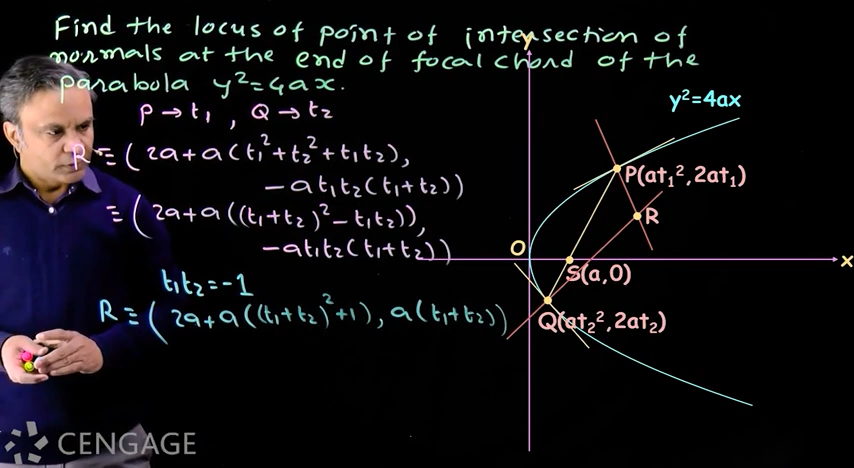 Find the locus of point of intersection of
normals at the end of focal chord of the
parabola y²=4ax.
P → t₁ , Q → t₂
R ≡ (2a+a(t₁²+t₂²+t₁t₂),
-at₁t₂(t₁+t₂))
≡ (2a+a((t₁+t₂)²-t₁t₂),
-at₁t₂(t₁+t₂))
t₁t₂=-1
R ≡ (2a+a((t₁+t₂)²+1), a(t₁+t₂))
y
y²=4ax
P(at₁², 2at₁)
R
O
x
S(a,0)
Q(at₂², 2at₂)
CENGAGE